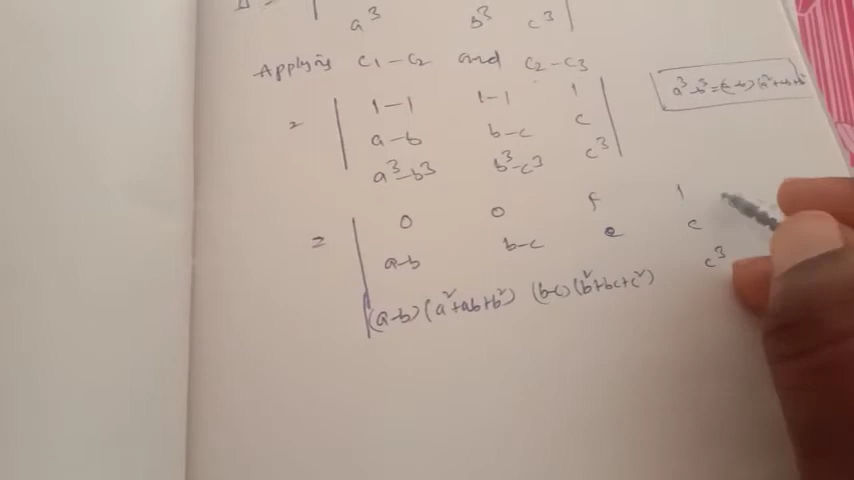 a³ b³ c³
Applying C₁-C₂ and C₂-C₃
= | 1-1 1-1 1 |
a-b b-c c
a³-b³ b³-c³ c³
a³-b³=(a-b)(a²+ab+b²
= | 0 0 1
a-b b-c c
(a-b)(a²+ab+b²) (b-c)(b²+bc+c²) c³